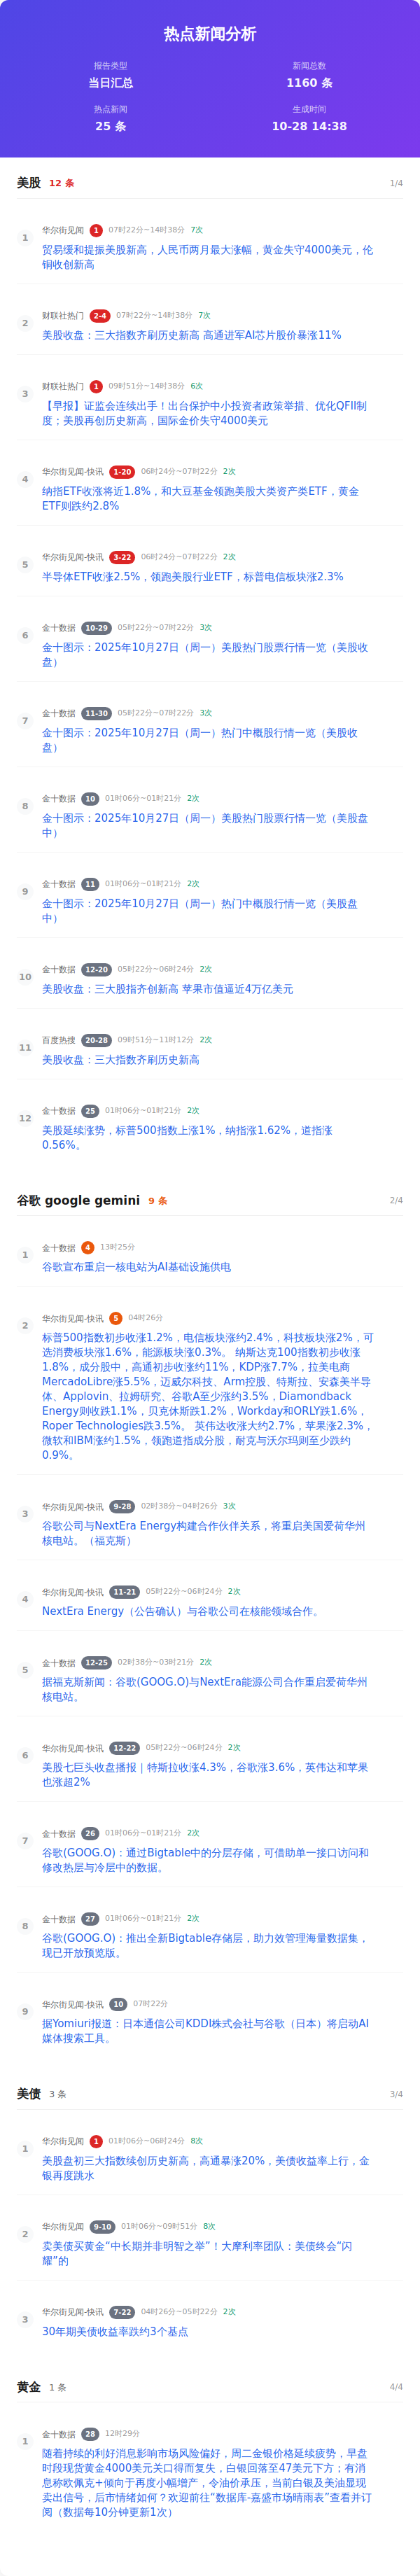 热点新闻分析
报告类型
新闻总数
当日汇总
1160 条
热点新闻
生成时间
25 条
10-28 14:38
美股 12 条 1/4
1 华尔街见闻 1 07时22分~14时38分 7次
贸易缓和提振美股新高，人民币两月最大涨幅，黄金失守4000美元，伦
铜收创新高
2 财联社热门 2-4 07时22分~14时38分 7次
美股收盘：三大指数齐刷历史新高 高通进军AI芯片股价暴涨11%
3 财联社热门 1 09时51分~14时38分 6次
【早报】证监会连续出手！出台保护中小投资者政策举措、优化QFII制
度；美股再创历史新高，国际金价失守4000美元
4 华尔街见闻-快讯 1-20 06时24分~07时22分 2次
纳指ETF收涨将近1.8%，和大豆基金领跑美股大类资产类ETF，黄金
ETF则跌约2.8%
5 华尔街见闻-快讯 3-22 06时24分~07时22分 2次
半导体ETF收涨2.5%，领跑美股行业ETF，标普电信板块涨2.3%
6 金十数据 10-29 05时22分~07时22分 3次
金十图示：2025年10月27日（周一）美股热门股票行情一览（美股收
盘）
7 金十数据 11-30 05时22分~07时22分 3次
金十图示：2025年10月27日（周一）热门中概股行情一览（美股收
盘）
8 金十数据 10 01时06分~01时21分 2次
金十图示：2025年10月27日（周一）美股热门股票行情一览（美股盘
中）
9 金十数据 11 01时06分~01时21分 2次
金十图示：2025年10月27日（周一）热门中概股行情一览（美股盘
中）
10 金十数据 12-20 05时22分~06时24分 2次
美股收盘：三大股指齐创新高 苹果市值逼近4万亿美元
11 百度热搜 20-28 09时51分~11时12分 2次
美股收盘：三大指数齐刷历史新高
12 金十数据 25 01时06分~01时21分 2次
美股延续涨势，标普500指数上涨1%，纳指涨1.62%，道指涨
0.56%。
谷歌 google gemini 9 条 2/4
1 金十数据 4 13时25分
谷歌宣布重启一核电站为AI基础设施供电
2 华尔街见闻-快讯 5 04时26分
标普500指数初步收涨1.2%，电信板块涨约2.4%，科技板块涨2%，可
选消费板块涨1.6%，能源板块涨0.3%。 纳斯达克100指数初步收涨
1.8%，成分股中，高通初步收涨约11%，KDP涨7.7%，拉美电商
MercadoLibre涨5.5%，迈威尔科技、Arm控股、特斯拉、安森美半导
体、Applovin、拉姆研究、谷歌A至少涨约3.5%，Diamondback
Energy则收跌1.1%，贝克休斯跌1.2%，Workday和ORLY跌1.6%，
Roper Technologies跌3.5%。 英伟达收涨大约2.7%，苹果涨2.3%，
微软和IBM涨约1.5%，领跑道指成分股，耐克与沃尔玛则至少跌约
0.9%。
3 华尔街见闻-快讯 9-28 02时38分~04时26分 3次
谷歌公司与NextEra Energy构建合作伙伴关系，将重启美国爱荷华州
核电站。（福克斯）
4 华尔街见闻-快讯 11-21 05时22分~06时24分 2次
NextEra Energy（公告确认）与谷歌公司在核能领域合作。
5 金十数据 12-25 02时38分~03时21分 2次
据福克斯新闻：谷歌(GOOG.O)与NextEra能源公司合作重启爱荷华州
核电站。
6 华尔街见闻-快讯 12-22 05时22分~06时24分 2次
美股七巨头收盘播报｜特斯拉收涨4.3%，谷歌涨3.6%，英伟达和苹果
也涨超2%
7 金十数据 26 01时06分~01时21分 2次
谷歌(GOOG.O)：通过Bigtable中的分层存储，可借助单一接口访问和
修改热层与冷层中的数据。
8 金十数据 27 01时06分~01时21分 2次
谷歌(GOOG.O)：推出全新Bigtable存储层，助力效管理海量数据集，
现已开放预览版。
9 华尔街见闻-快讯 10 07时22分
据Yomiuri报道：日本通信公司KDDI株式会社与谷歌（日本）将启动AI
媒体搜索工具。
美债 3 条 3/4
1 华尔街见闻 1 01时06分~06时24分 8次
美股盘初三大指数续创历史新高，高通暴涨20%，美债收益率上行，金
银再度跳水
2 华尔街见闻 9-10 01时06分~09时51分 8次
卖美债买黄金“中长期并非明智之举”！大摩利率团队：美债终会“闪
耀”的
3 华尔街见闻-快讯 7-22 04时26分~05时22分 2次
30年期美债收益率跌约3个基点
黄金 1 条 4/4
1 金十数据 28 12时29分
随着持续的利好消息影响市场风险偏好，周二金银价格延续疲势，早盘
时段现货黄金4000美元关口得而复失，白银回落至47美元下方；有消
息称欧佩克+倾向于再度小幅增产，令油价承压，当前白银及美油显现
卖出信号，后市情绪如何？欢迎前往“数据库-嘉盛市场晴雨表”查看并订
阅（数据每10分钟更新1次）